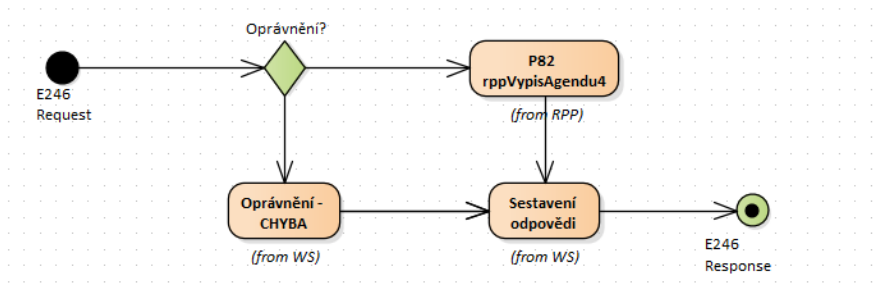 Oprávnění?
P82
rppVypisAgendu4
(from RPP)
E246
Request
Oprávnění -
CHYBA
(from WS)
Sestavení
odpovědi
(from WS)
E246
Response